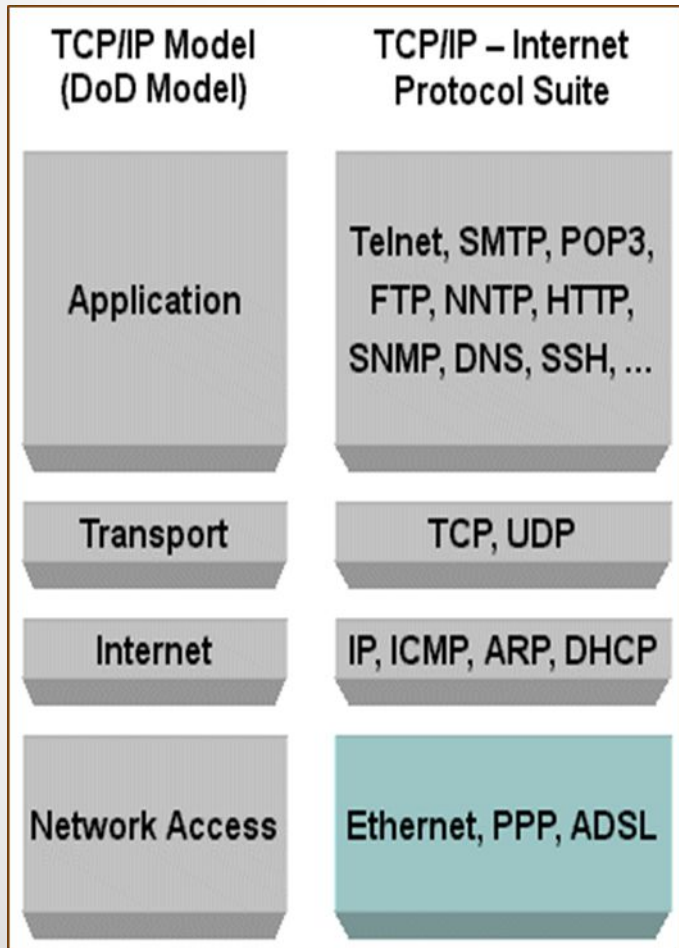 TCP/IP Model
(DoD Model)
TCP/IP – Internet
Protocol Suite
Application
Telnet, SMTP, POP3,
FTP, NNTP, HTTP,
SNMP, DNS, SSH, ...
Transport
TCP, UDP
Internet
IP, ICMP, ARP, DHCP
Network Access
Ethernet, PPP, ADSL